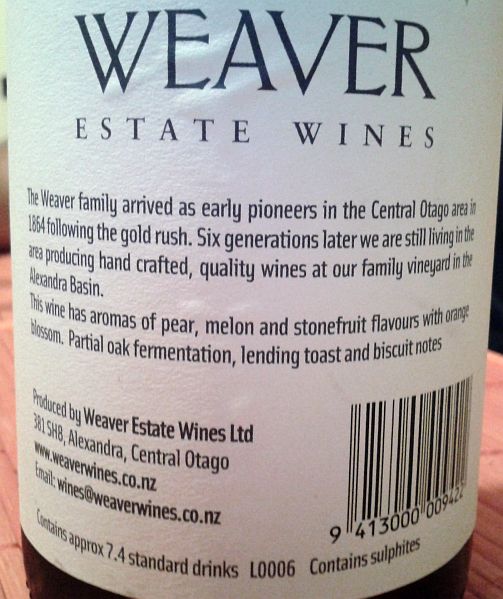 WEAVER
ESTATE WINES
The Weaver family arrived as early pioneers in the Central Otago area in
1864 following the gold rush. Six generations later we are still living in the
area producing hand crafted, quality wines at our family vineyard in the
Alexandra Basin.
This wine has aromas of pear, melon and stonefruit flavours with orange
blossom. Partial oak fermentation, lending toast and biscuit notes
Produced by Weaver Estate Wines Ltd
381 SH8, Alexandra, Central Otago
www.weaverwines.co.nz
Email: wines@weaverwines.co.nz
9 413000 009422
Contains approx 7.4 standard drinks L0006 Contains sulphites